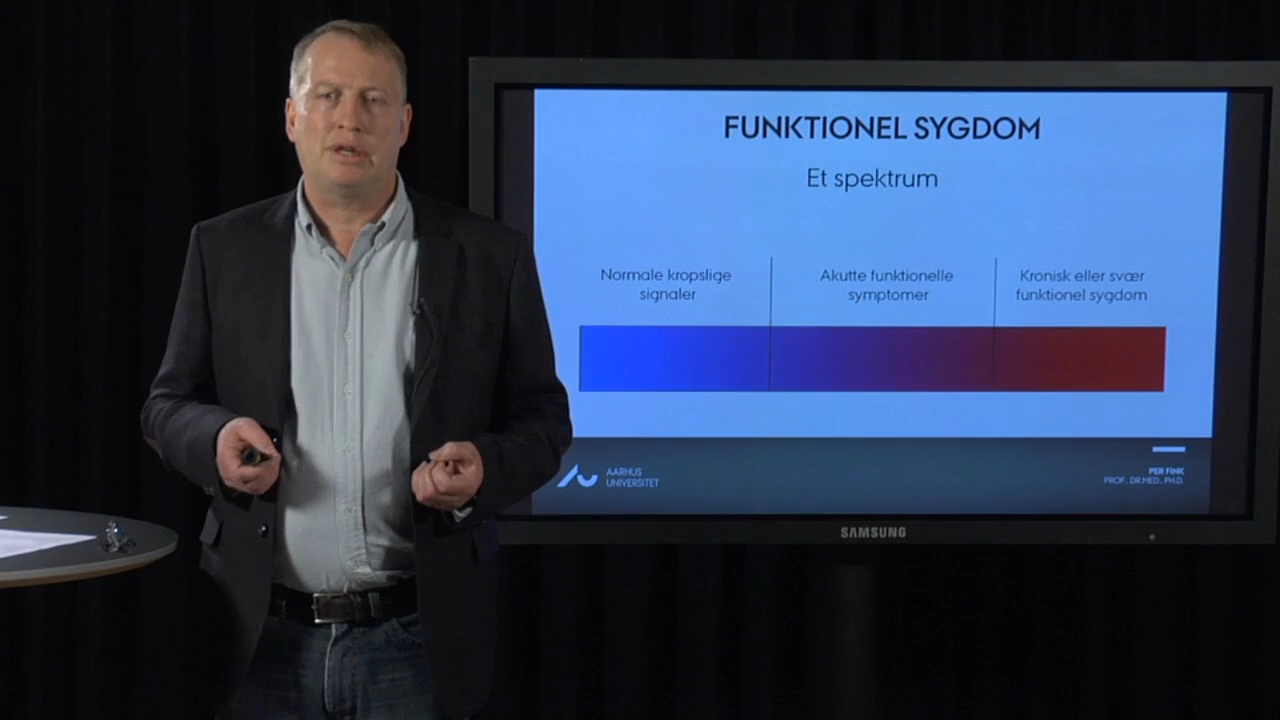 FUNKTIONEL SYGDOM
Et spektrum
Normale kropslige
signaler
Akutte funktionelle
symptomer
Kronisk eller svær
funktionel sygdom
AARHUS
UNIVERSITET
PER FINK
PROF., DR.MED., PH.D.
SAMSUNG